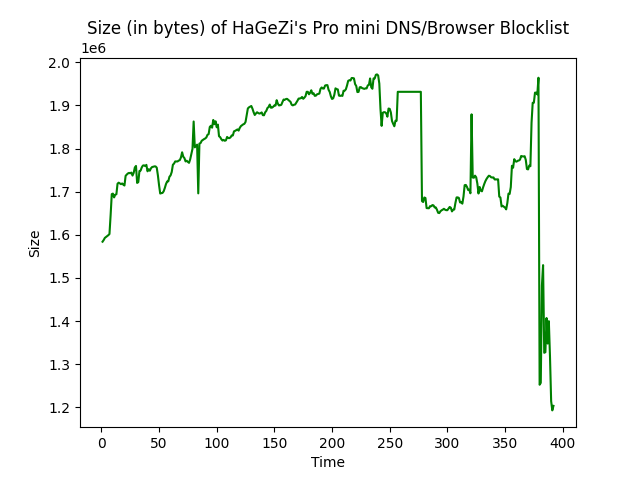 Size (in bytes) of HaGeZi's Pro mini DNS/Browser Blocklist
1e6
2.0
1.9
1.8
1.7
1.6
1.5
1.4
1.3
1.2
Size
0 50 100 150 200 250 300 350 400
Time